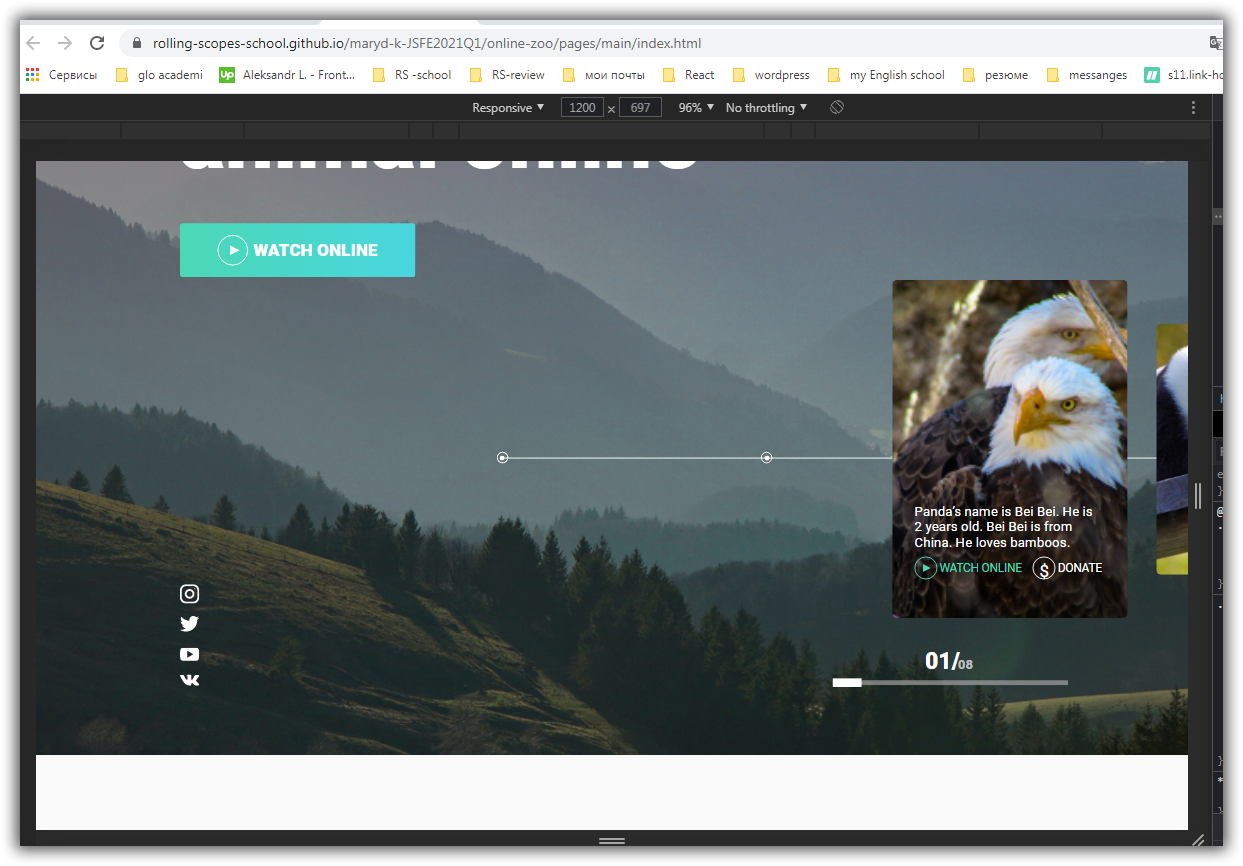 rolling-scopes-school.github.io/maryd-k-JSFE2021Q1/online-zoo/pages/main/index.html
Сервисы glo academi Up Aleksandr L. - Front... RS -school RS-review мои почты React wordpress my English school резюме messanges s11.link-ho
Responsive 1200 x 697 96% No throttling
animal online
WATCH ONLINE
Panda's name is Bei Bei. He is
2 years old. Bei Bei is from
China. He loves bamboos.
WATCH ONLINE $ DONATE
01/08